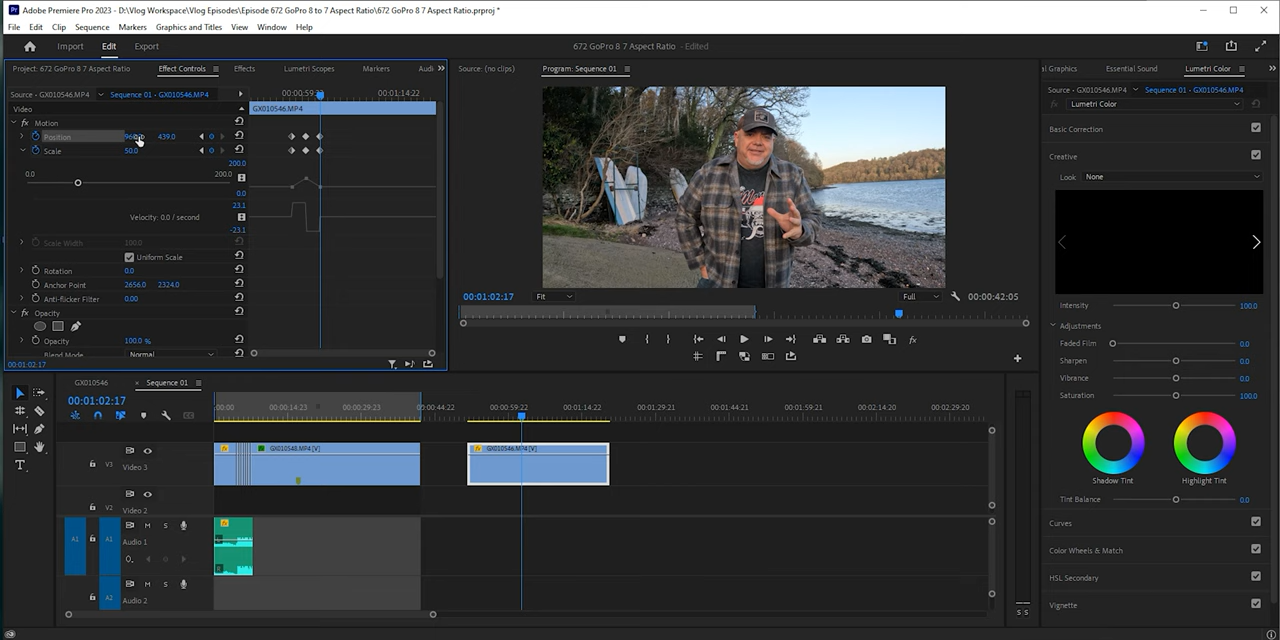 Adobe Premiere Pro 2023 - D:\Vlog Workspace\Vlog Episodes\Episode 672 GoPro 8 to 7 Aspect Ratio\672 GoPro 8 7 Aspect Ratio.prproj *
File Edit Clip Sequence Markers Graphics and Titles View Window Help
Import Edit Export
672 GoPro 8 7 Aspect Ratio - Edited
Project: 672 GoPro 8 7 Aspect Ratio Effect Controls Effects Lumetri Scopes Markers Audi
Source: (no clips) Program: Sequence 01
ial Graphics Essential Sound Lumetri Color
Source - GX010546.MP4 Sequence 01 - GX010546.MP4
00:00:59:22 00:01:14:22
Video GX010546.MP4
fx Motion
Position 439.0
Scale 50.0
200.0
0.0 200.0
0.0
23.1
Velocity: 0.0 / second
-23.1
Scale Width 100.0
Uniform Scale
Rotation 0.0
Anchor Point 2656.0 2324.0
Anti-flicker Filter 0.00
fx Opacity
Opacity 100.0 %
Blend Mode Normal
00:01:02:17
00:01:02:17 Fit Full 00:00:42:05
Source - GX010546.MP4 Sequence 01 - GX010546.MP4
fx Lumetri Color
Basic Correction
Creative
Look None
Intensity 100.0
Adjustments
Faded Film 0.0
Sharpen 0.0
Vibrance 0.0
Saturation 100.0
Shadow Tint Highlight Tint
Tint Balance 0.0
Curves
Color Wheels & Match
HSL Secondary
Vignette
GX010546 Sequence 01
00:01:02:17
:00:00 00:00:14:23 00:00:29:23 00:00:44:22 00:00:59:22 00:01:14:22 00:01:29:21 00:01:44:21 00:01:59:21 00:02:14:21 00:02:29:20
GX010548.MP4 [V] GX010546.MP4 [V]
V3 Video 3
V2 Video 2
A1 A1 M S
Audio 1
A2 M S
Audio 2
S S